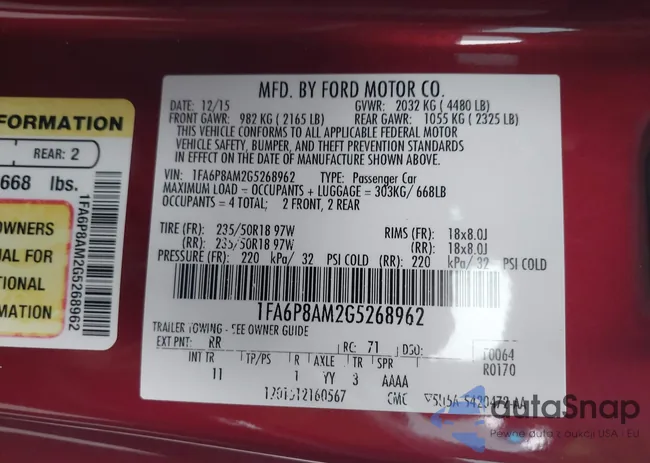 FORMATION
REAR: 2
668 lbs.
OWNERS
UAL FOR
TIONAL
MATION
1FA6P8AM2G5268962
MFD. BY FORD MOTOR CO.
DATE: 12/15 GVWR: 2032 KG ( 4480 LB)
FRONT GAWR: 982 KG ( 2165 LB) REAR GAWR: 1055 KG ( 2325 LB)
THIS VEHICLE CONFORMS TO ALL APPLICABLE FEDERAL MOTOR
VEHICLE SAFETY, BUMPER, AND THEFT PREVENTION STANDARDS
IN EFFECT ON THE DATE OF MANUFACTURE SHOWN ABOVE.
VIN: 1FA6P8AM2G5268962 TYPE: Passenger Car
MAXIMUM LOAD = OCCUPANTS + LUGGAGE = 303KG/ 668LB
OCCUPANTS = 4 TOTAL: 2 FRONT, 2 REAR
TIRE (FR): 235/50R18 97W RIMS (FR): 18x8.0J
(RR): 235/50R18 97W (RR): 18x8.0J
PRESSURE (FR): 220 kPa/ 32 PSI COLD (RR): 220 kPa/ 32 PSI COLD
1FA6P8AM2G5268962
TRAILER TOWING - SEE OWNER GUIDE
EXT PNT: RR RC: 71 DSO: T0064
INT TR TP/PS R AXLE TR SPR R0170
11 1 YY 3 AAAA
CMC
autoSnap
Pewne auta z aukcji USA i EU